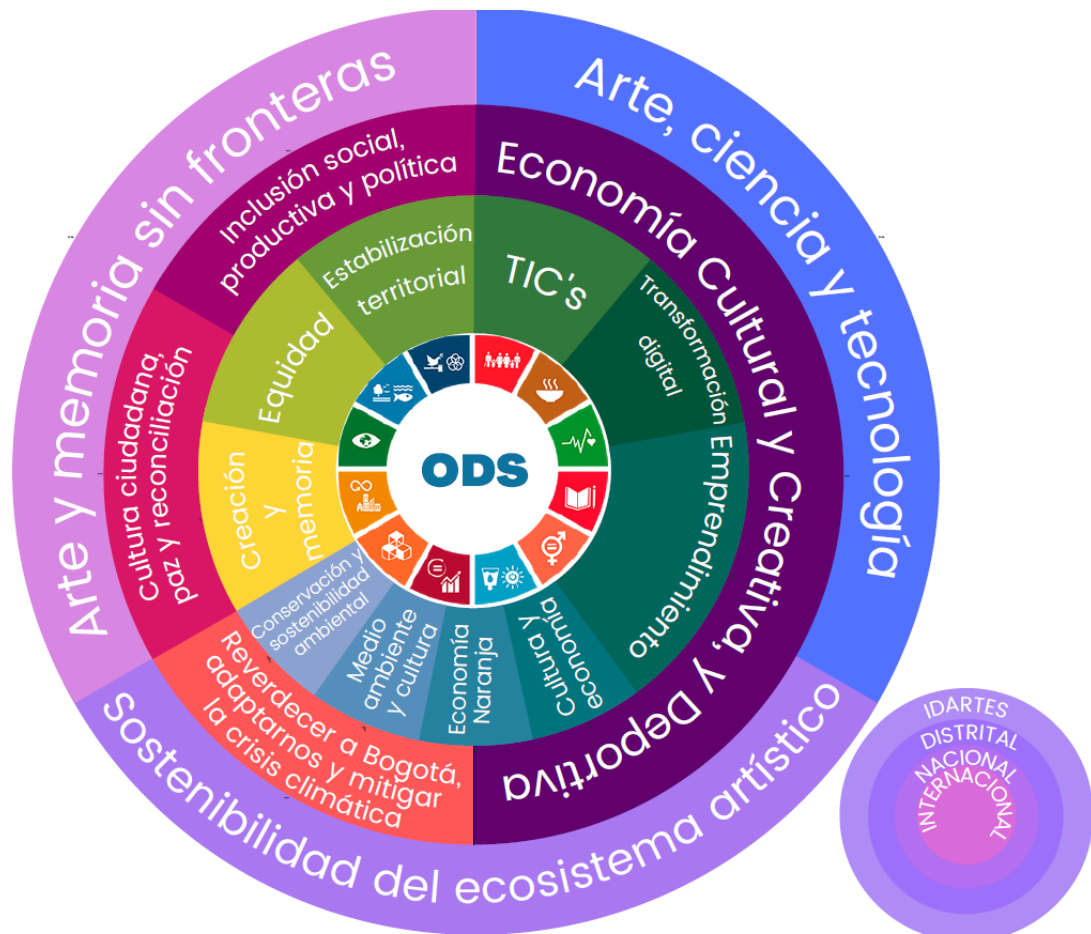 Arte y memoria sin fronteras
Arte, ciencia y tecnología
Sostenibilidad del ecosistema artístico
Inclusión social,
productiva y política
Economía Cultural y Creativa, y Deportiva
Cultura ciudadana,
paz y reconciliación
Reverdecer a Bogotá,
adaptarnos y mitigar
la crisis climática
Estabilización
territorial
TIC's
Transformación
digital
Emprendimiento
Cultura y
economía
Economía
Naranja
Medio
ambiente
y cultura
Conservación y
sostenibilidad
ambiental
Creación
y
memoria
Equidad
ODS
IDARTES
DISTRITAL
NACIONAL
INTERNACIONAL